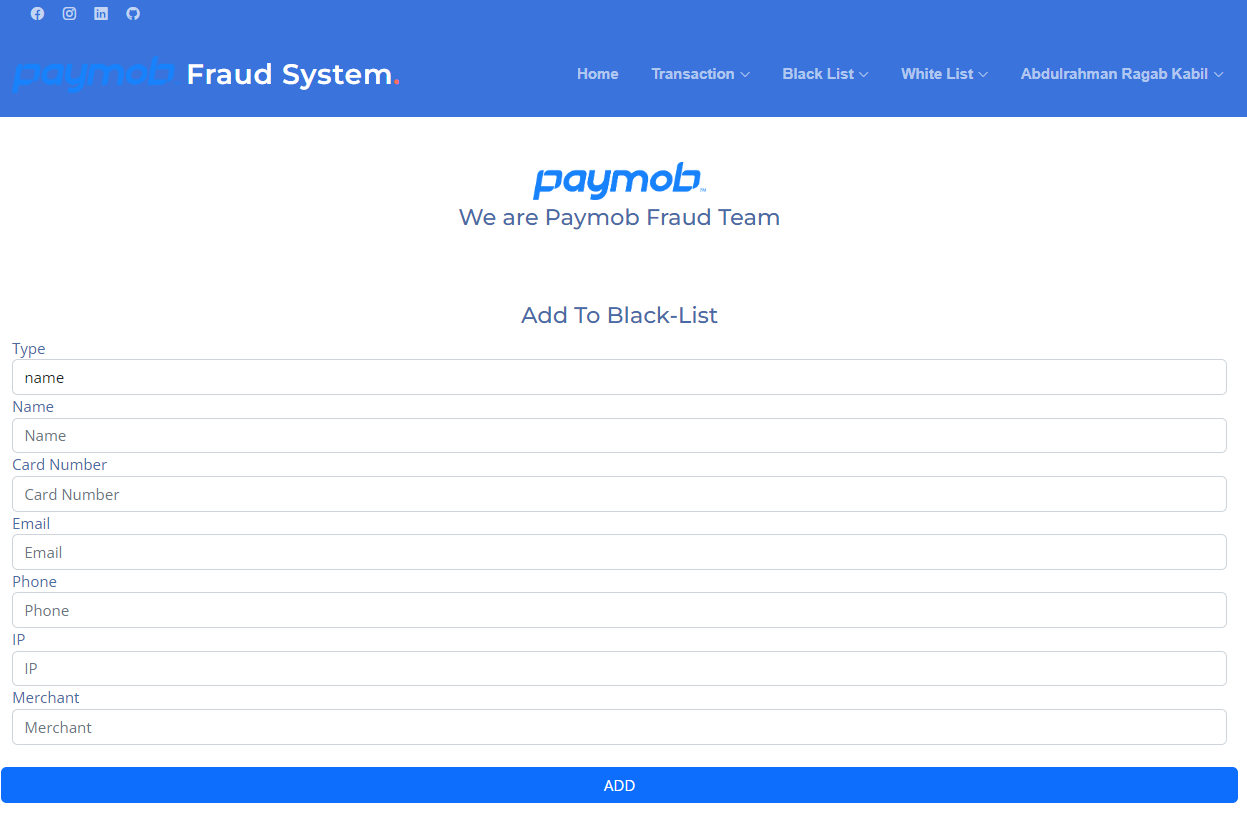 paymob Fraud System. Home Transaction Black List White List Abdulrahman Ragab Kabil
paymob™
We are Paymob Fraud Team
Add To Black-List
Type
name
Name
Name
Card Number
Card Number
Email
Email
Phone
Phone
IP
IP
Merchant
Merchant
ADD